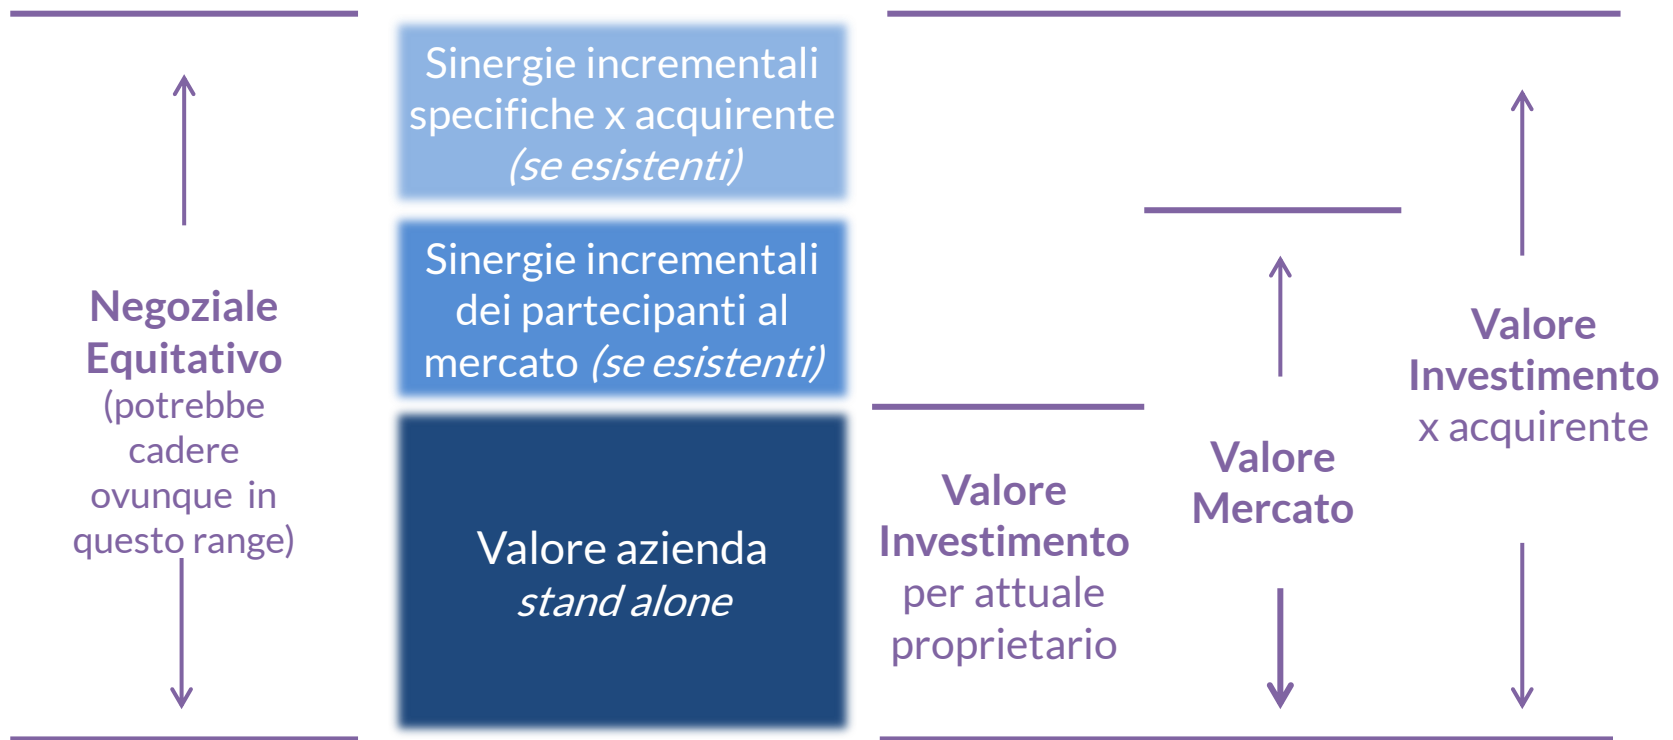 Negoziale
Equitativo
(potrebbe
cadere
ovunque in
questo range)
Sinergie incrementali
specifiche x acquirente
(se esistenti)
Sinergie incrementali
dei partecipanti al
mercato (se esistenti)
Valore azienda
stand alone
Valore
Investimento
per attuale
proprietario
Valore
Mercato
Valore
Investimento
x acquirente